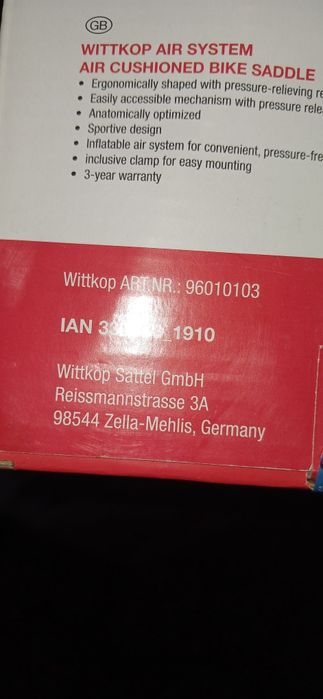 GB
WITTKOP AIR SYSTEM
AIR CUSHIONED BIKE SADDLE
• Ergonomically shaped with pressure-relieving
• Easily accessible mechanism with pressure
• Anatomically optimized
• Sportive design
• Inflatable air system for convenient,
• inclusive clamp for easy mounting
• 3-year warranty
Wittkop ART.NR.: 96010103
IAN 1910
Wittkop Sattel GmbH
Reissmannstrasse 3A
98544 Zella-Mehlis, Germany